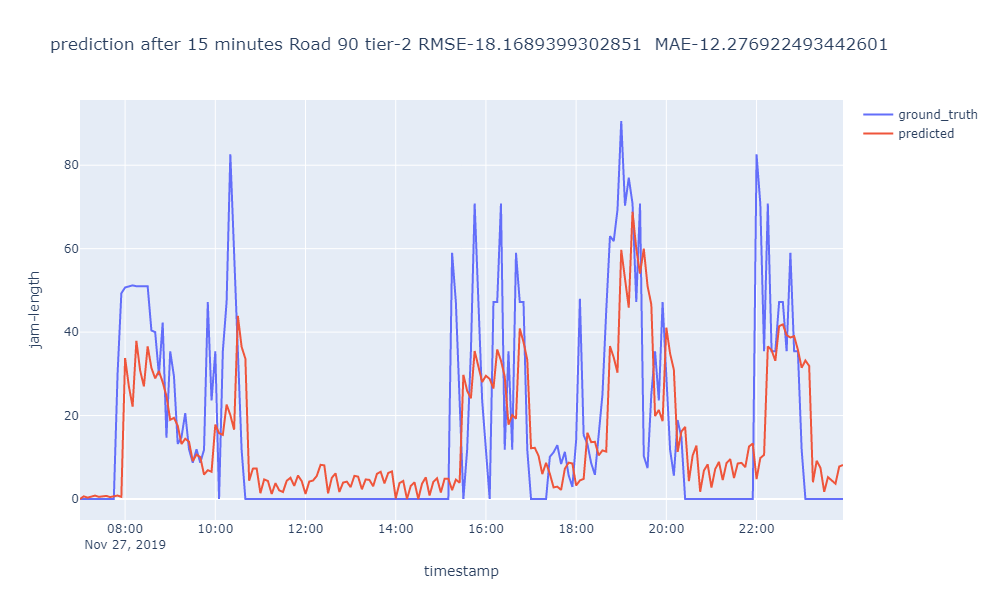 prediction after 15 minutes Road 90 tier-2 RMSE-18.1689399302851  MAE-12.276922493442601
ground_truth
predicted
80
60
40
20
0
jam-length
08:00 10:00 12:00 14:00 16:00 18:00 20:00 22:00
Nov 27, 2019
timestamp